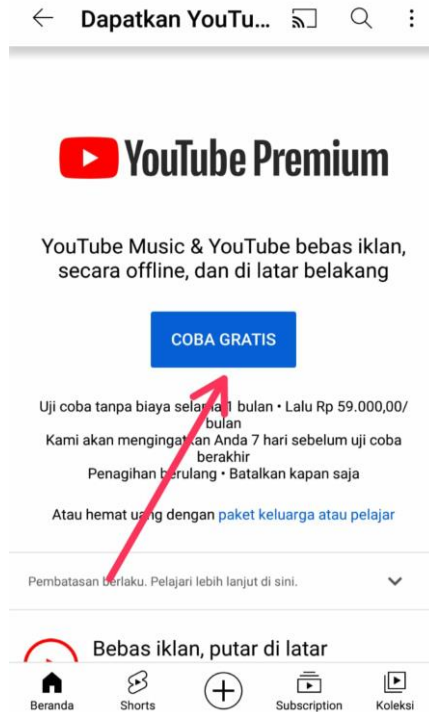 Dapatkan YouTu...
YouTube Premium
YouTube Music & YouTube bebas iklan,
secara offline, dan di latar belakang
COBA GRATIS
Uji coba tanpa biaya selama 1 bulan • Lalu Rp 59.000,00/
bulan
Kami akan mengingatkan Anda 7 hari sebelum uji coba
berakhir
Penagihan berulang • Batalkan kapan saja
Atau hemat uang dengan paket keluarga atau pelajar
Pembatasan berlaku. Pelajari lebih lanjut di sini.
Bebas iklan, putar di latar
Beranda
Shorts
Subscription
Koleksi